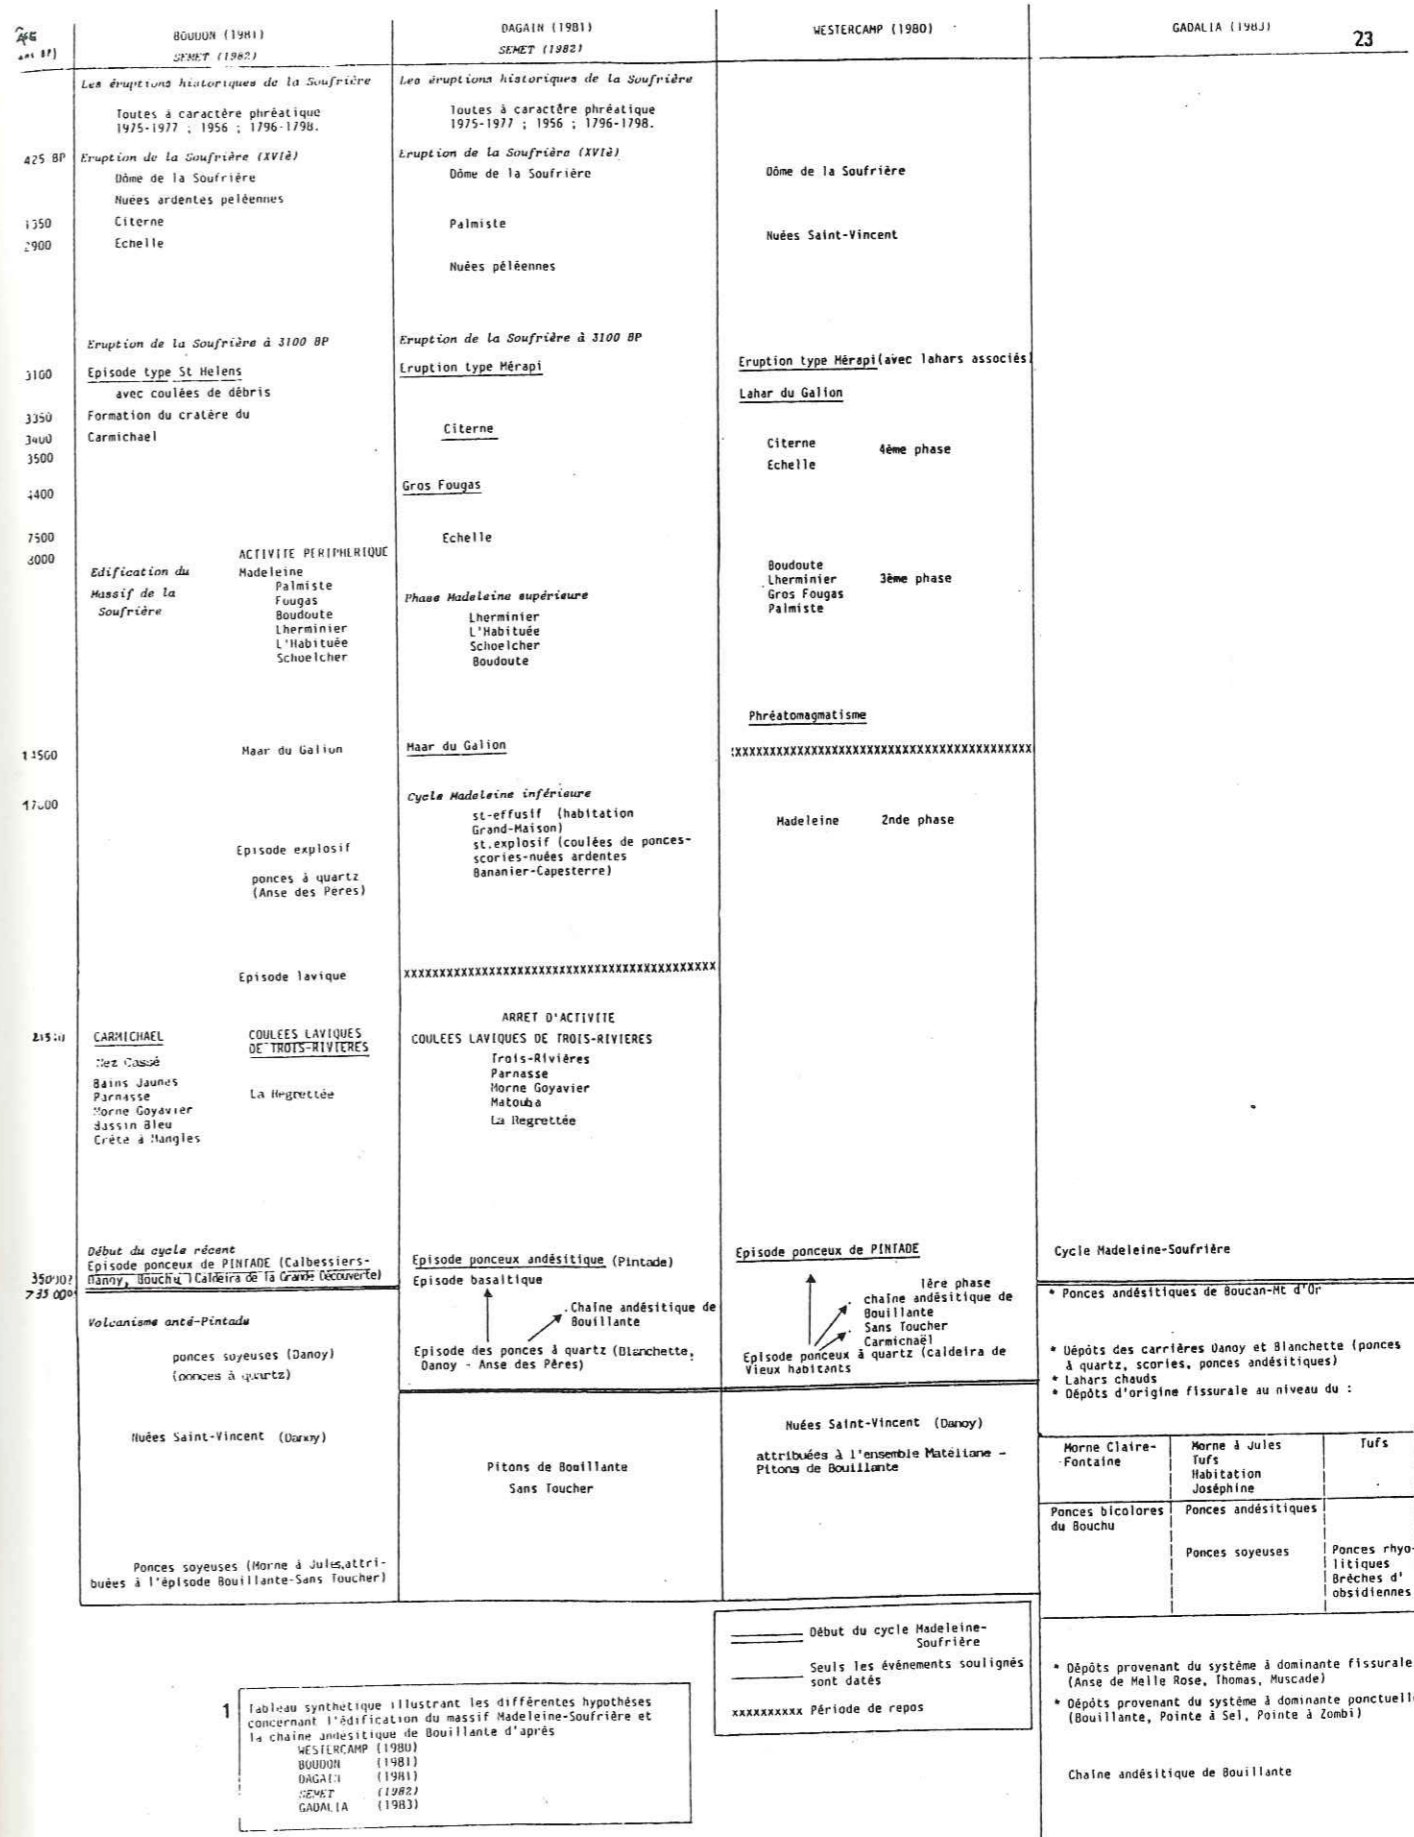 Age
BOUDON (1981)
DAGAIN (1981)
WESTERCAMP (1980)
GADALIA (1983)
23
ans BP)
SEMET (1982)
SEMET (1982)
Les éruptions historiques de la Soufrière
Toutes à caractère phréatique
1975-1977 ; 1956 ; 1796-1798.
425 BP
Eruption de la Soufrière (XVIè)
Dôme de la Soufrière
Nuées ardentes peléennes
1350
Citerne
2900
Echelle
Eruption de la Soufrière à 3100 BP
3100
Episode type St Helens
avec coulées de débris
3350
Formation du cratère du
3400
Carmichael
3500
7500
ACTIVITE PERIPHERIQUE
Edification du
Massif de la
Soufrière
Madeleine
Palmiste
Fougas
Boudoute
Lherminier
L'Habituée
Schoelcher
Maar du Galion
Episode explosif
ponces à quartz
(Anse des Peres)
Episode lavique
CARMICHAEL
Nez Cassé
Bains Jaunes
Parnasse
Morne Goyavier
Bassin Bleu
Crête à Mangles
COULEES LAVIQUES
DE TROIS-RIVIERES
La Regrettée
Début du cycle récent
Episode ponceux de PINTADE (Calbessiers-
Danoy, Bouchu) (Caldeira de la Grande Découverte)
Volcanisme anté-Pintade
ponces soyeuses (Danoy)
(ponces à quartz)
Nuées Saint-Vincent (Danoy)
Ponces soyeuses (Morne à Jules, attri-
buées à l'épisode Bouillante-Sans Toucher)
Les éruptions historiques de la Soufrière
Toutes à caractère phréatique
1975-1977 ; 1956 ; 1796-1798.
Eruption de la Soufrière (XVIè)
Dôme de la Soufrière
Palmiste
Nuées péléennes
Eruption de la Soufrière à 3100 BP
Eruption type Mérapi
Citerne
Gros Fougas
Echelle
Phase Madeleine supérieure
Lherminier
L'Habituée
Schoelcher
Boudoute
Maar du Galion
Cycle Madeleine inférieure
st-effusif (habitation
Grand-Maison)
st.explosif (coulées de ponces-
scories-nuées ardentes
Bananier-Capesterre)
xxxxxxxxxxxxxxxxxxxxxxxxxxxxxxxxxxxxxxxxxxx
ARRET D'ACTIVITE
COULEES LAVIQUES DE TROIS-RIVIERES
Trois-Rivières
Parnasse
Morne Goyavier
Matouba
La Regrettée
Episode ponceux andésitique (Pintade)
Episode basaltique
.Chaîne andésitique de
Bouillante
Episode des ponces à quartz (Blanchette,
Danoy - Anse des Pères)
Pitons de Bouillante
Sans Toucher
Dôme de la Soufrière
Nuées Saint-Vincent
Eruption type Mérapi(avec lahars associés)
Lahar du Galion
Citerne
4ème phase
Echelle
Boudoute
Lherminier
3ème phase
Gros Fougas
Palmiste
Phréatomagmatisme
xxxxxxxxxxxxxxxxxxxxxxxxxxxxxxxxxxxxxxxxxxx
Madeleine 2nde phase
Episode ponceux de PINTADE
1ère phase
. chaîne andésitique de
Bouillante
. Sans Toucher
Carmichaël
Episode ponceux à quartz (caldeira de
Vieux habitants
Nuées Saint-Vincent (Danoy)
attribuées à l'ensemble Matéliane -
Pitons de Bouillante
Cycle Madeleine-Soufrière
* Ponces andésitiques de Boucan-Mt d'Or
* Dépôts des carrières Danoy et Blanchette (ponces
à quartz, scories, ponces andésitiques)
* Lahars chauds
* Dépôts d'origine fissurale au niveau du :
Morne Claire-
Fontaine
Morne à Jules
Tufs
Habitation
Joséphine
Tufs
Ponces bicolores
du Bouchu
Ponces andésitiques
Ponces soyeuses
Ponces rhyo-
litiques
Brèches d'
obsidiennes
* Dépôts provenant du système à dominante fissurale
(Anse de Melle Rose, Thomas, Muscade)
* Dépôts provenant du système à dominante ponctuelle
(Bouillante, Pointe à Sel, Pointe à Zombi)
Chaîne andésitique de Bouillante
Début du cycle Madeleine-
Soufrière
Seuls les événements soulignés
sont datés
xxxxxxxxxx Période de repos
1
Tableau synthétique illustrant les différentes hypothèses
concernant l'édification du massif Madeleine-Soufrière et
la chaîne andésitique de Bouillante d'après
WESTERCAMP (1980)
BOUDON (1981)
DAGAIN (1981)
SEMET (1982)
GADALIA (1983)